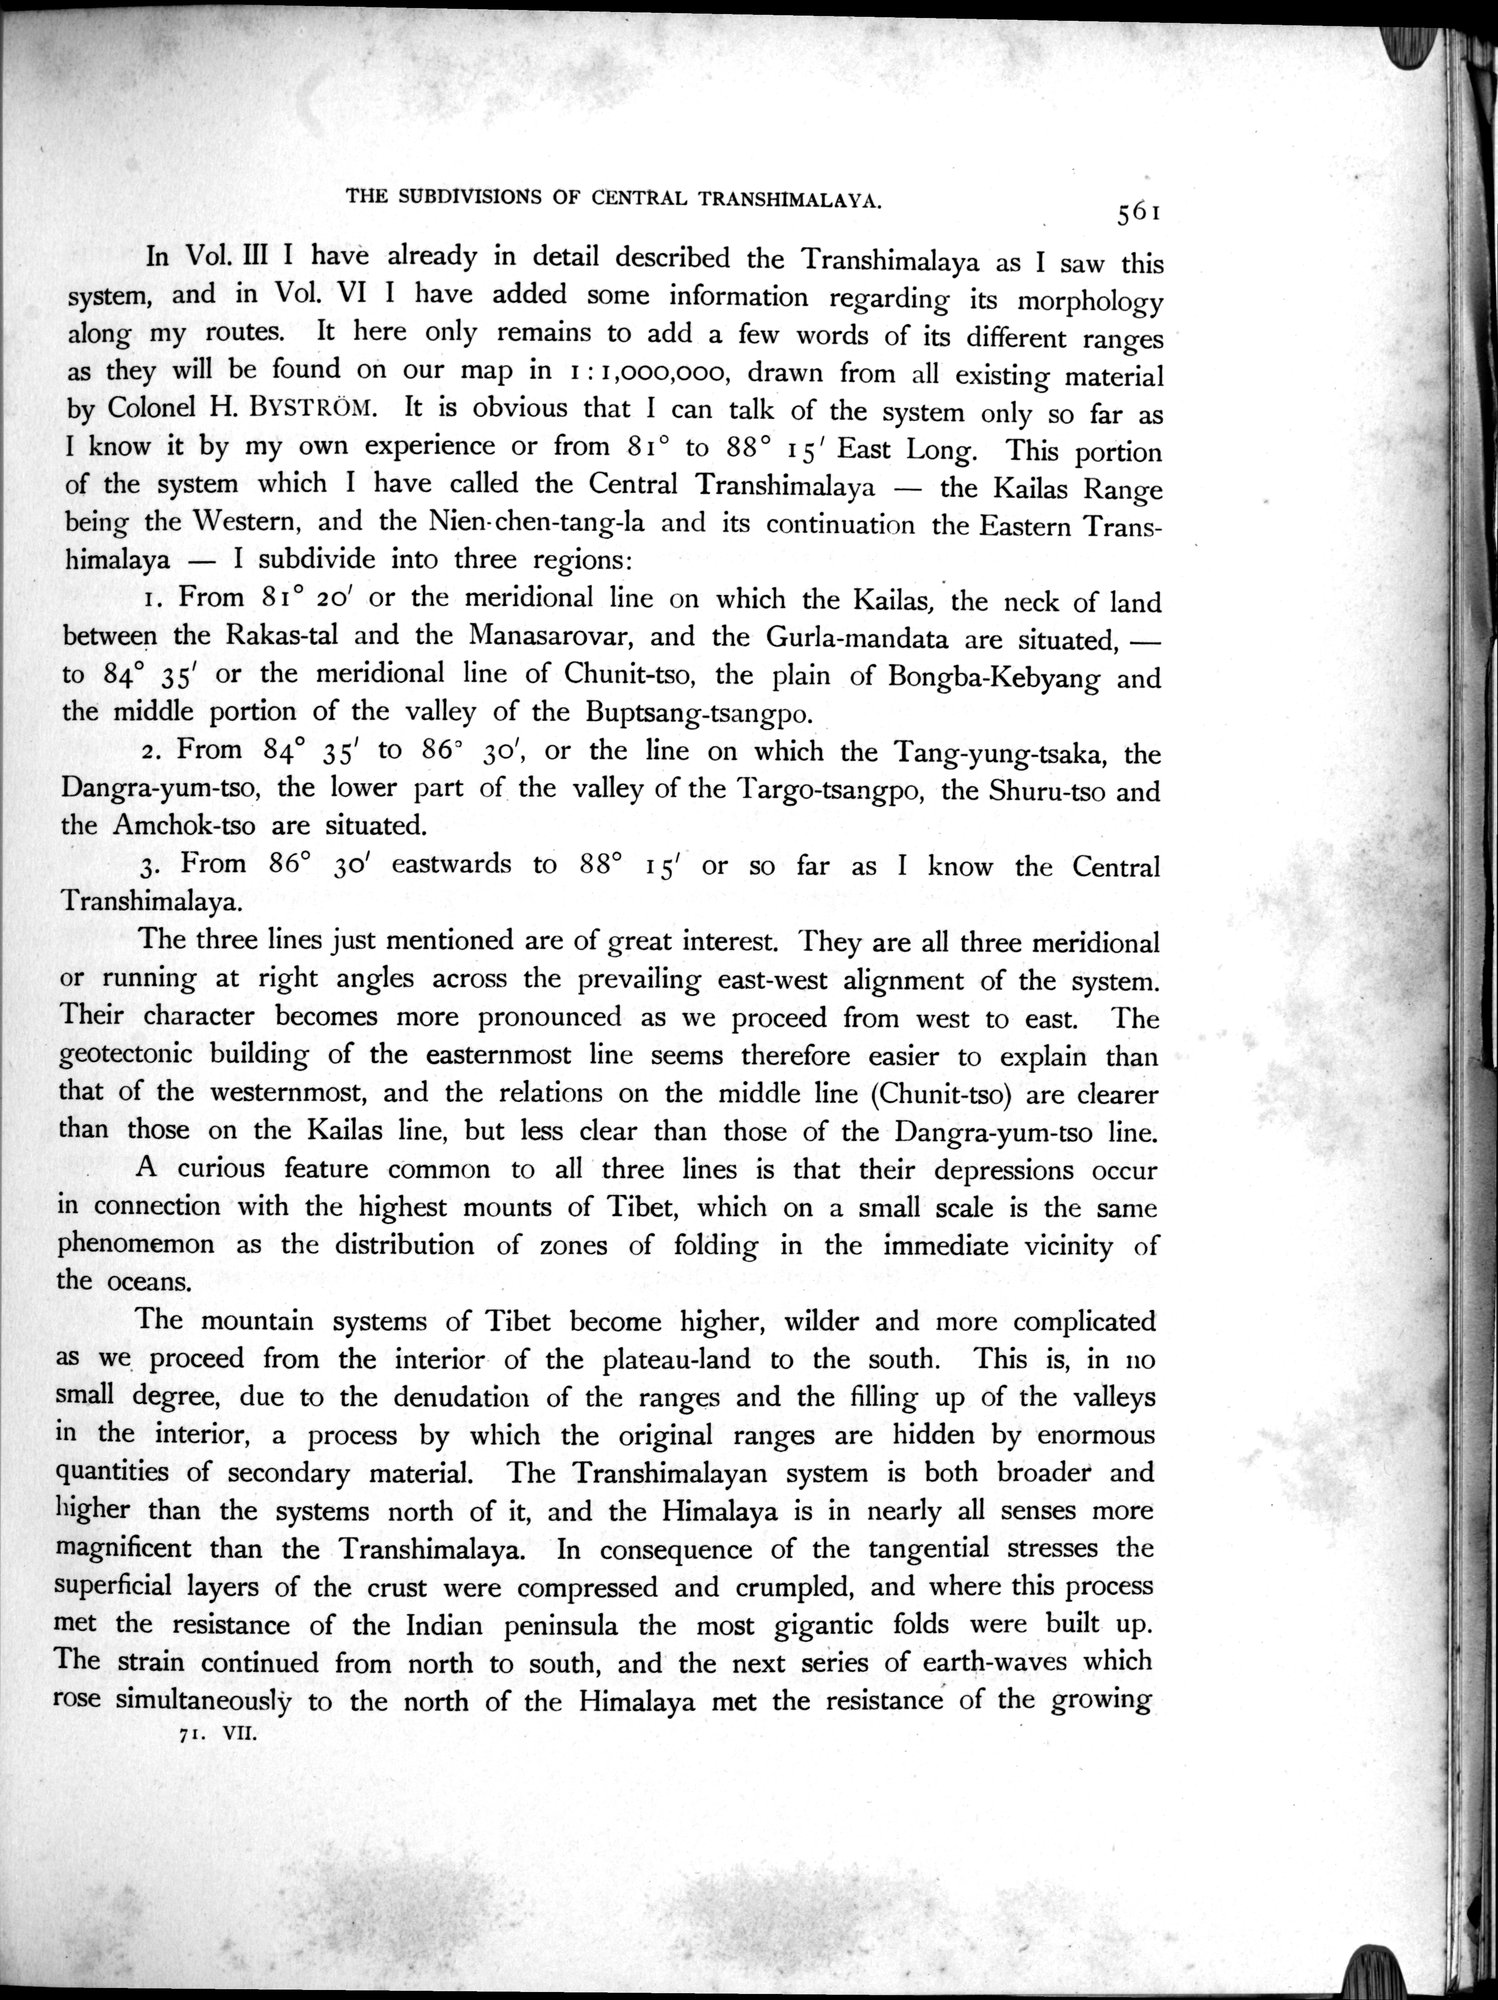 THE SUBDIVISIONS OF CENTRAL TRANSHIMALAYA.
561
In Vol. III I have already in detail described the Transhimalaya as I saw this
system, and in Vol. VI I have added some information regarding its morphology
along my routes. It here only remains to add a few words of its different ranges
as they will be found on our map in 1:1,000,000, drawn from all existing material
by Colonel H. BYSTRÖM. It is obvious that I can talk of the system only so far as
I know it by my own experience or from 81° to 88° 15′ East Long. This portion
of the system which I have called the Central Transhimalaya — the Kailas Range
being the Western, and the Nien-chen-tang-la and its continuation the Eastern Trans-
himalaya — I subdivide into three regions:
1. From 81° 20′ or the meridional line on which the Kailas, the neck of land
between the Rakas-tal and the Manasarovar, and the Gurla-mandata are situated, —
to 84° 35′ or the meridional line of Chunit-tso, the plain of Bongba-Kebyang and
the middle portion of the valley of the Buptsang-tsangpo.
2. From 84° 35′ to 86° 30′, or the line on which the Tang-yung-tsaka, the
Dangra-yum-tso, the lower part of the valley of the Targo-tsangpo, the Shuru-tso and
the Amchok-tso are situated.
3. From 86° 30′ eastwards to 88° 15′ or so far as I know the Central
Transhimalaya.
The three lines just mentioned are of great interest. They are all three meridional
or running at right angles across the prevailing east-west alignment of the system.
Their character becomes more pronounced as we proceed from west to east. The
geotectonic building of the easternmost line seems therefore easier to explain than
that of the westernmost, and the relations on the middle line (Chunit-tso) are clearer
than those on the Kailas line, but less clear than those of the Dangra-yum-tso line.
A curious feature common to all three lines is that their depressions occur
in connection with the highest mounts of Tibet, which on a small scale is the same
phenomemon as the distribution of zones of folding in the immediate vicinity of
the oceans.
The mountain systems of Tibet become higher, wilder and more complicated
as we proceed from the interior of the plateau-land to the south. This is, in no
small degree, due to the denudation of the ranges and the filling up of the valleys
in the interior, a process by which the original ranges are hidden by enormous
quantities of secondary material. The Transhimalayan system is both broader and
higher than the systems north of it, and the Himalaya is in nearly all senses more
magnificent than the Transhimalaya. In consequence of the tangential stresses the
superficial layers of the crust were compressed and crumpled, and where this process
met the resistance of the Indian peninsula the most gigantic folds were built up.
The strain continued from north to south, and the next series of earth-waves which
rose simultaneously to the north of the Himalaya met the resistance of the growing
71. VII.